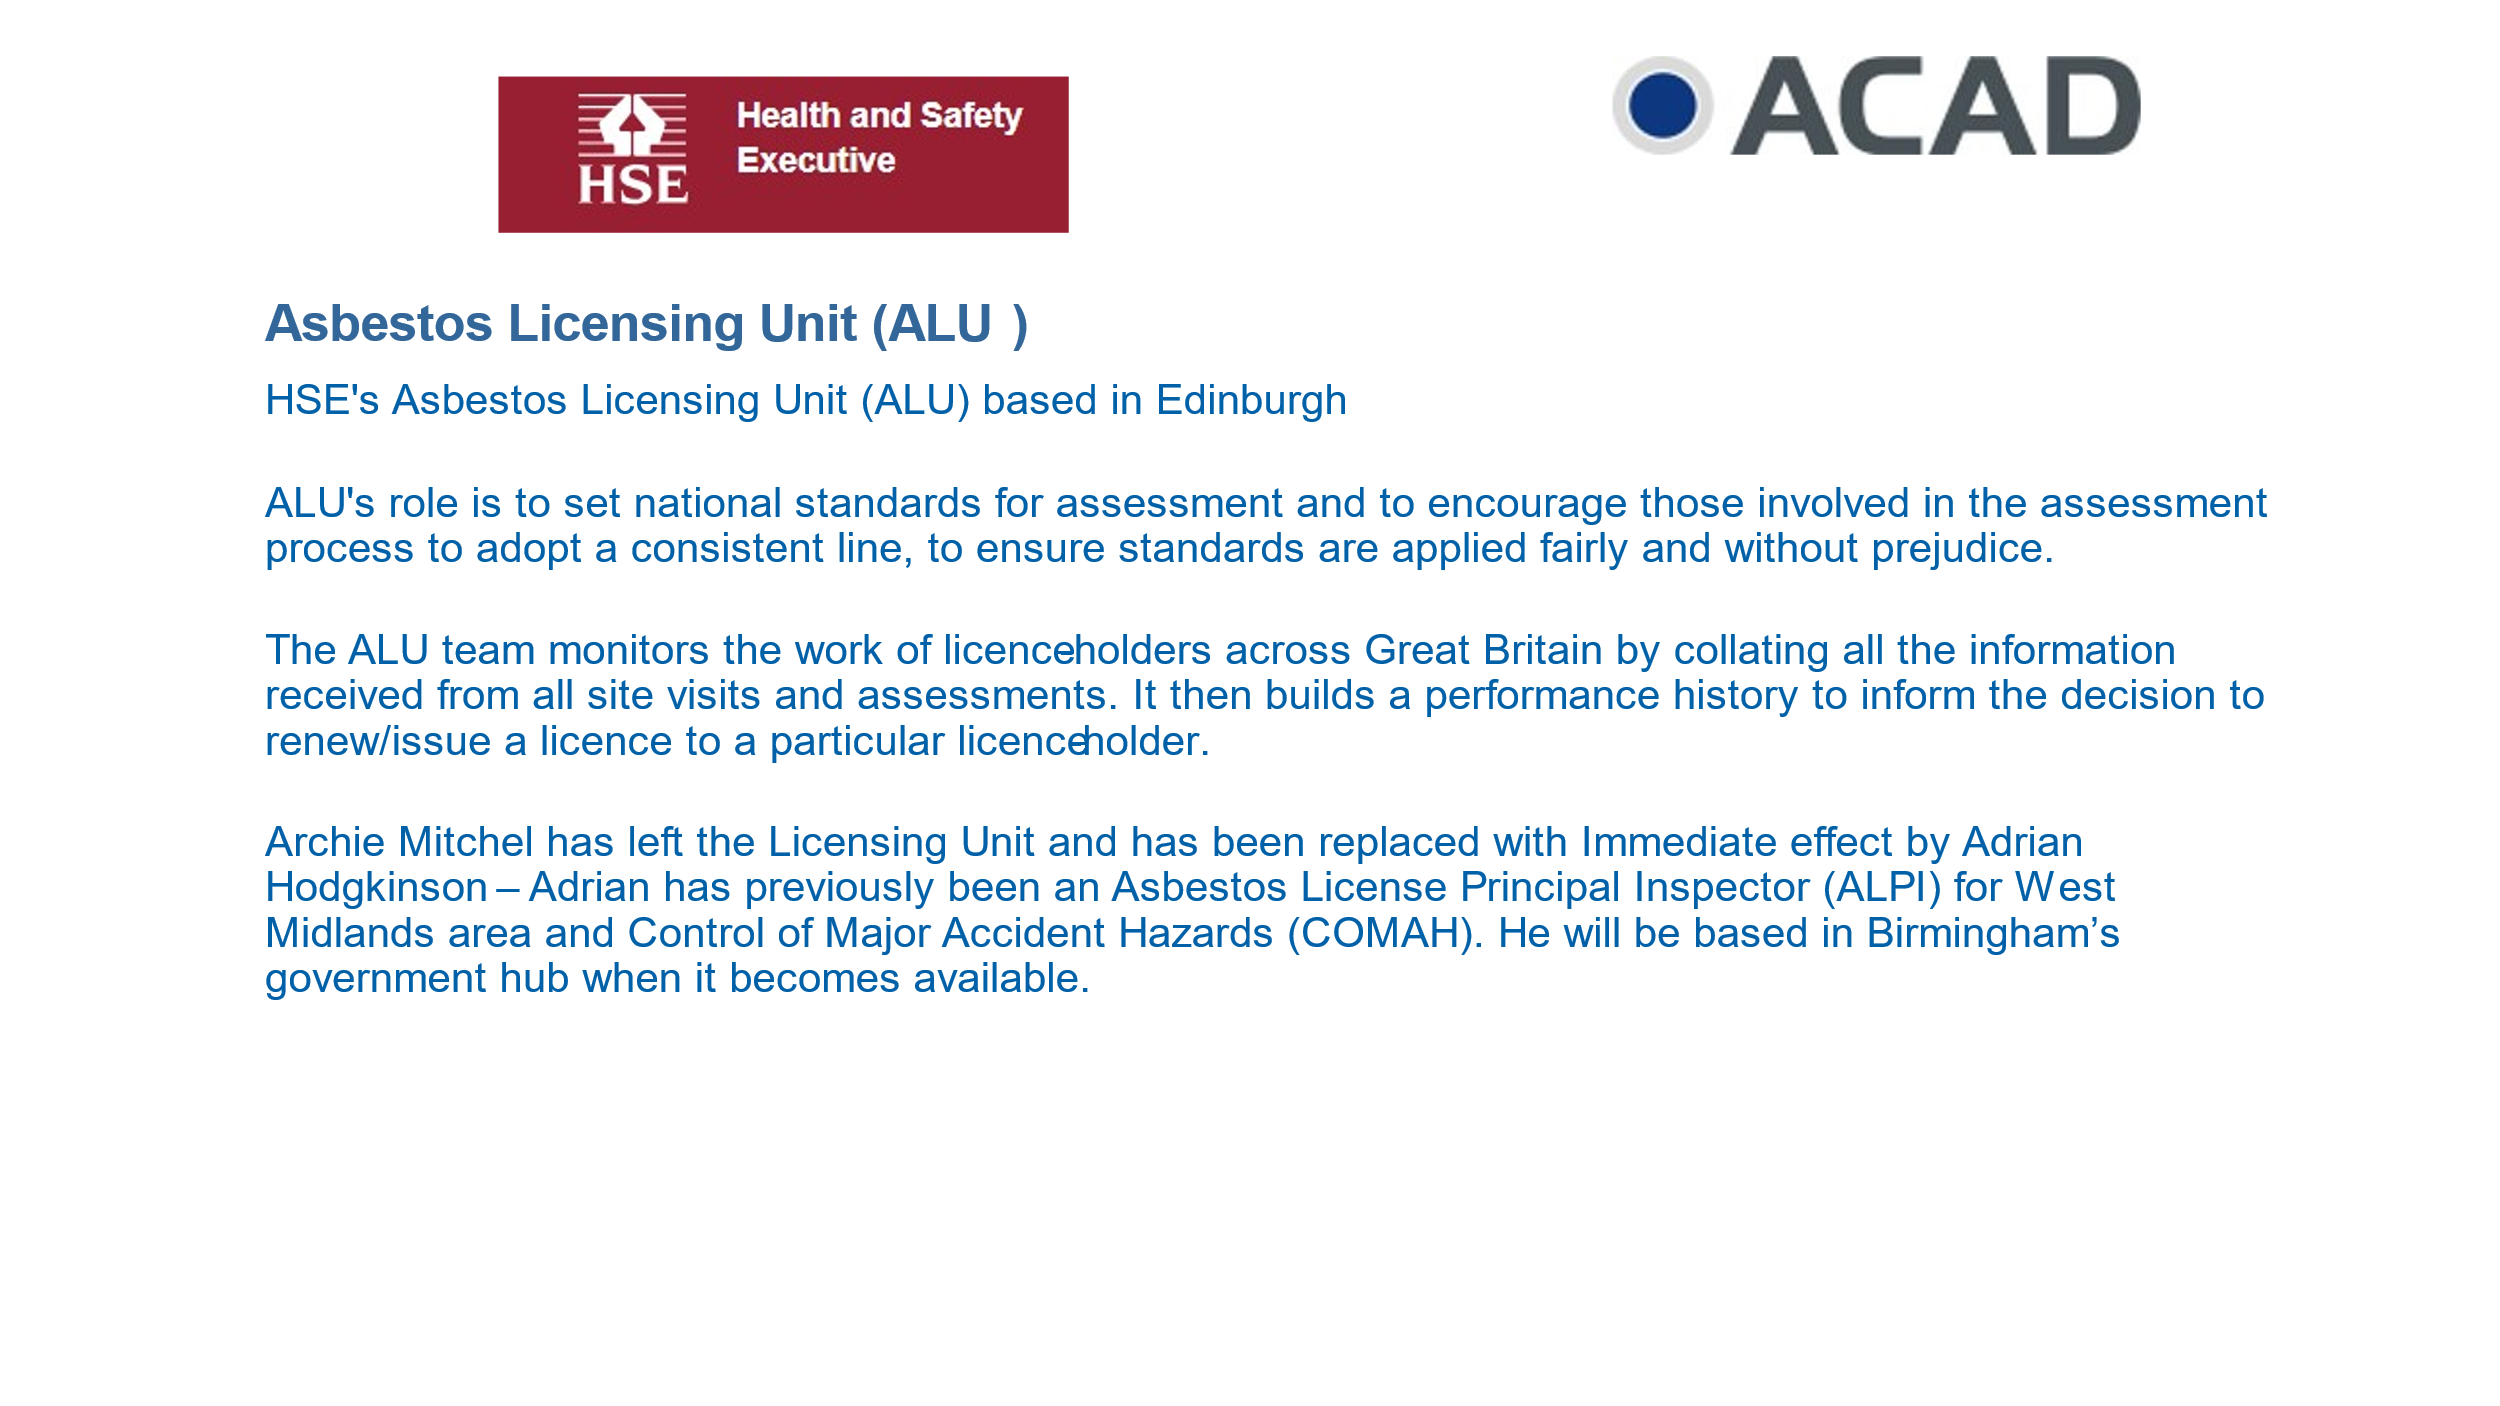 HSE
Health and Safety
Executive
ACAD
Asbestos Licensing Unit (ALU )
HSE's Asbestos Licensing Unit (ALU) based in Edinburgh
ALU's role is to set national standards for assessment and to encourage those involved in the assessment
process to adopt a consistent line, to ensure standards are applied fairly and without prejudice.
The ALU team monitors the work of licence-holders across Great Britain by collating all the information
received from all site visits and assessments. It then builds a performance history to inform the decision to
renew/issue a licence to a particular licence-holder.
Archie Mitchel has left the Licensing Unit and has been replaced with Immediate effect by Adrian
Hodgkinson – Adrian has previously been an Asbestos License Principal Inspector (ALPI) for West
Midlands area and Control of Major Accident Hazards (COMAH). He will be based in Birmingham’s
government hub when it becomes available.